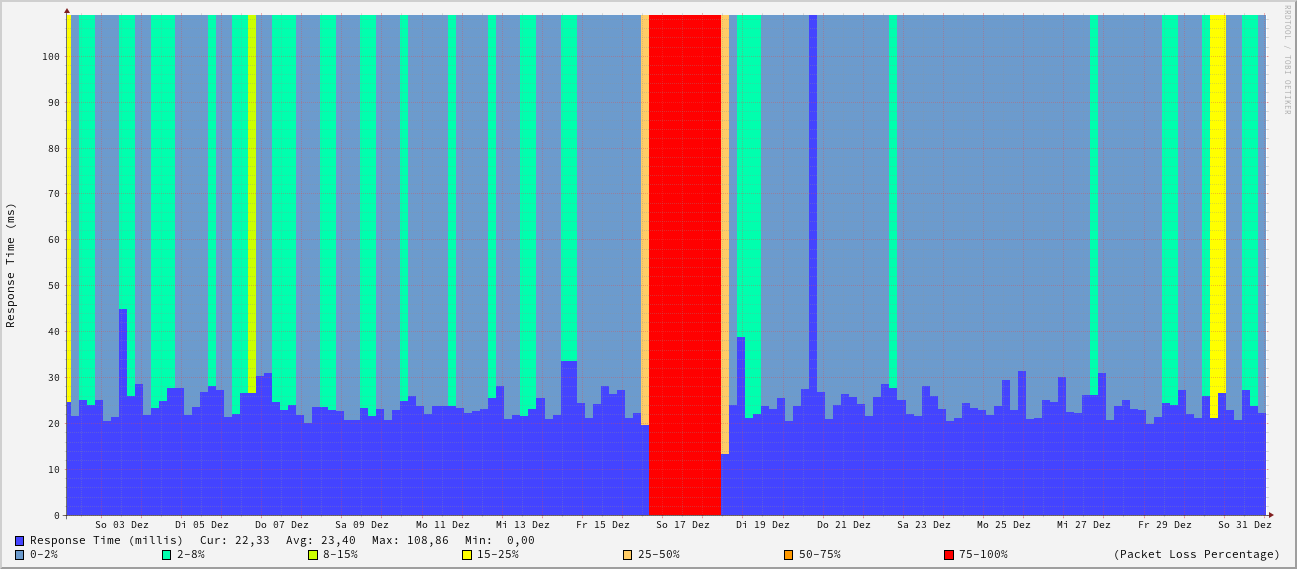 RRDTOOL / TOBI OETIKER
Response Time (ms)
100
90
80
70
60
50
40
30
20
10
0
So 03 Dez Di 05 Dez Do 07 Dez Sa 09 Dez Mo 11 Dez Mi 13 Dez Fr 15 Dez So 17 Dez Di 19 Dez Do 21 Dez Sa 23 Dez Mo 25 Dez Mi 27 Dez Fr 29 Dez So 31 Dez
Response Time (millis) Cur: 22,33 Avg: 23,40 Max: 108,86 Min: 0,00
0-2% 2-8% 8-15% 15-25% 25-50% 50-75% 75-100% (Packet Loss Percentage)